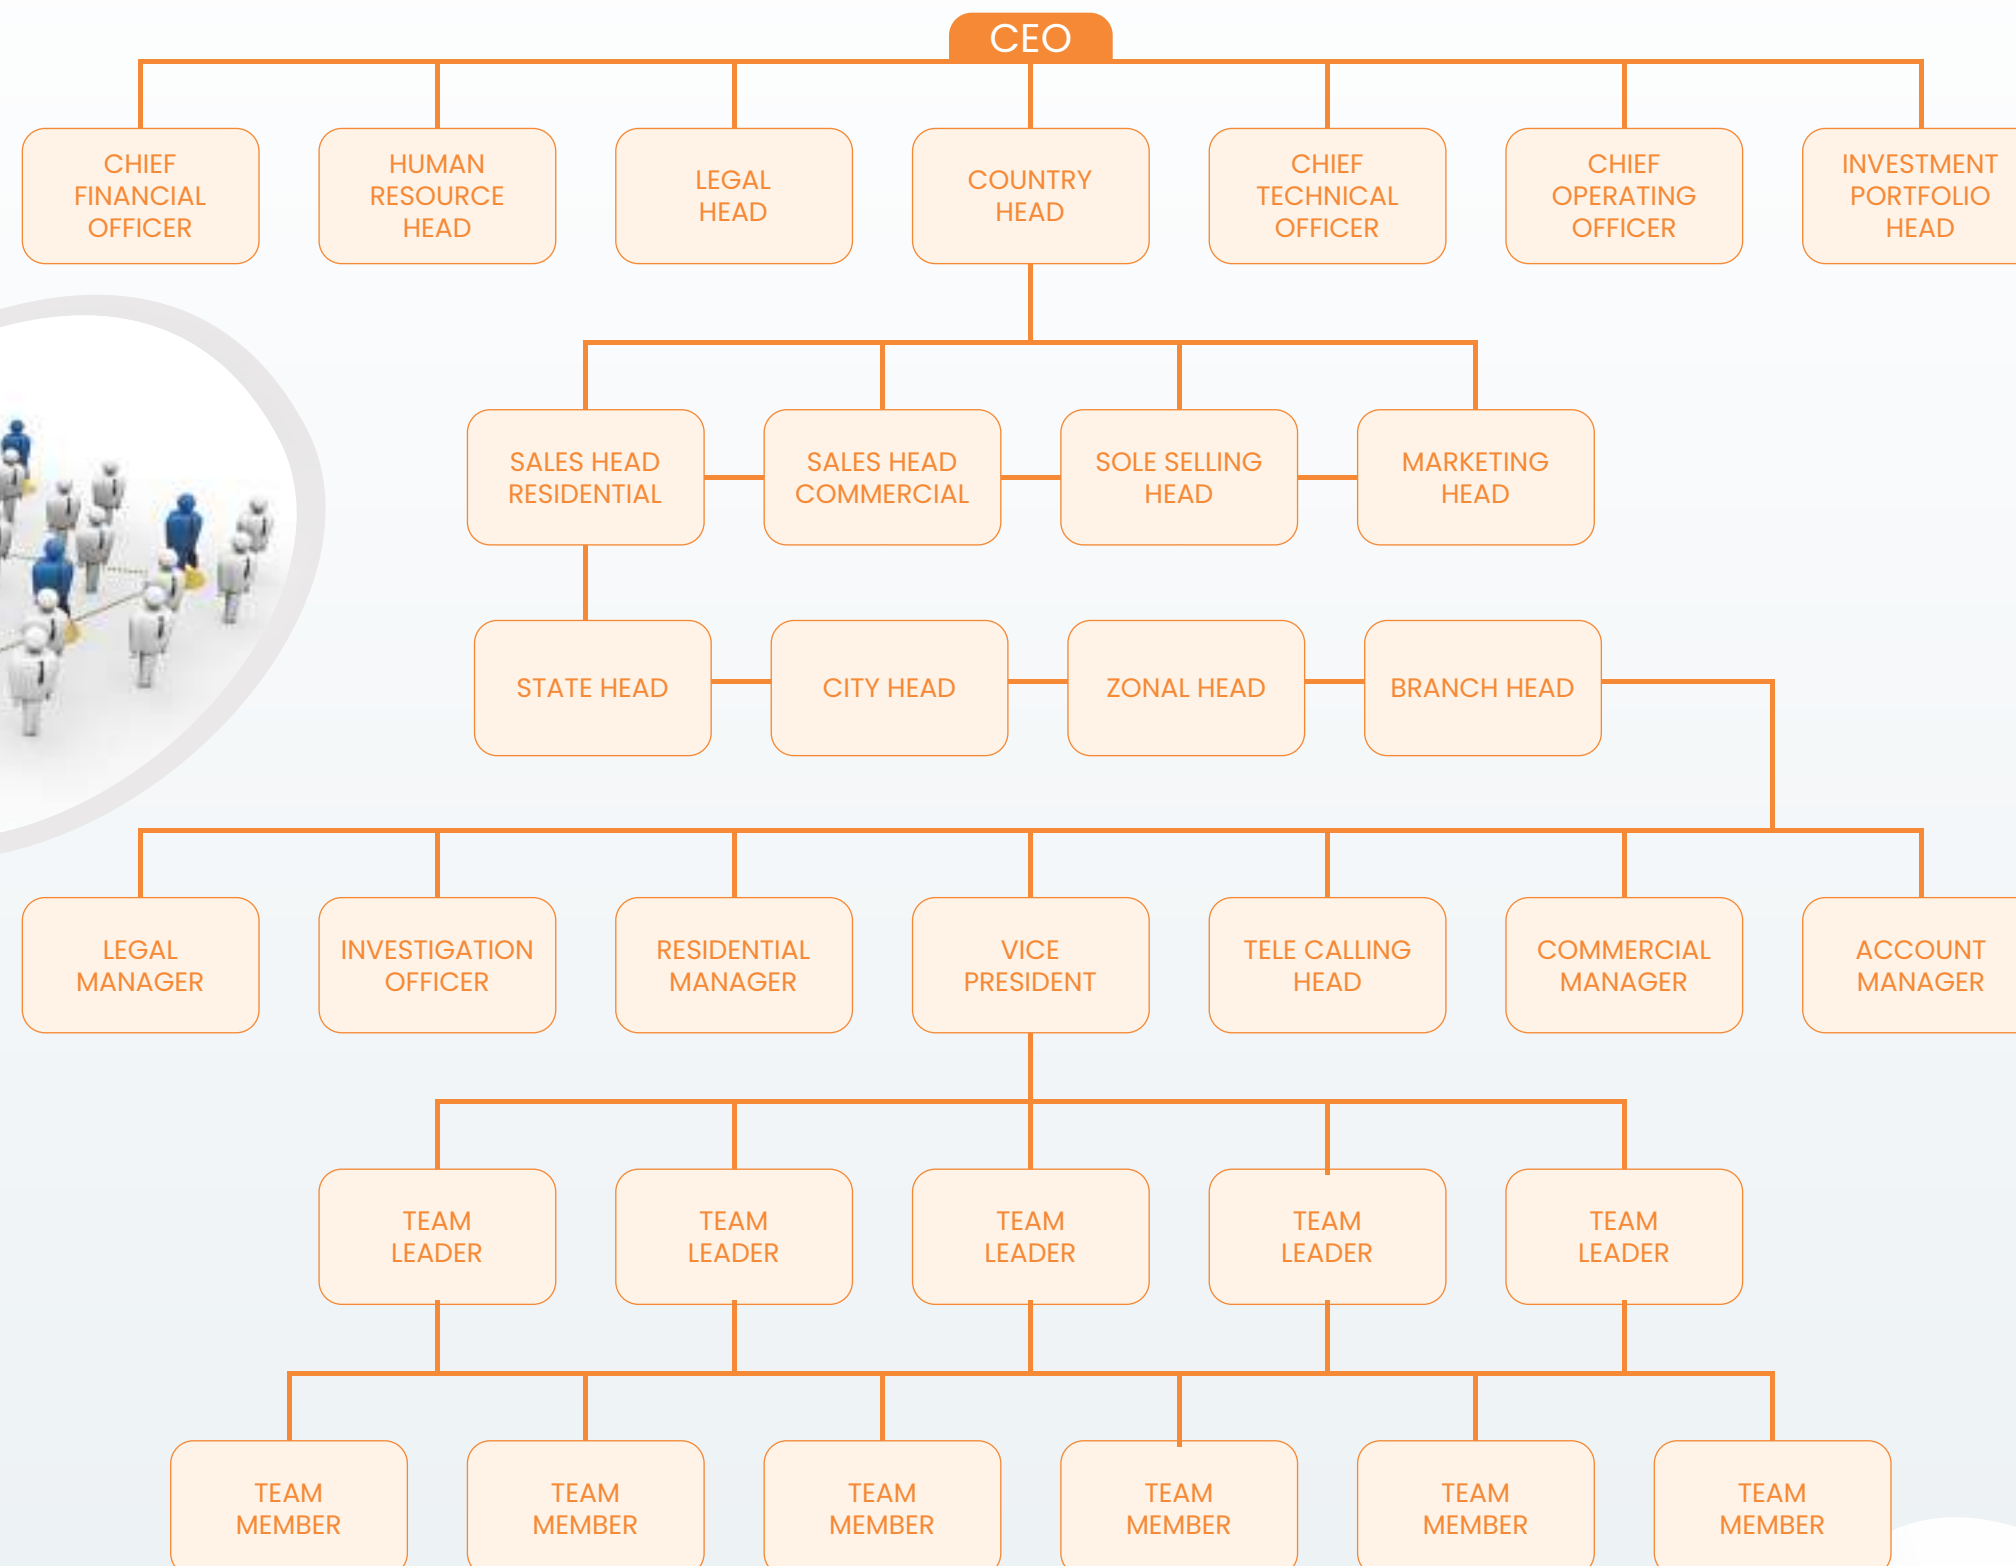 CEO
CHIEF
FINANCIAL
OFFICER
HUMAN
RESOURCE
HEAD
LEGAL
HEAD
COUNTRY
HEAD
CHIEF
TECHNICAL
OFFICER
CHIEF
OPERATING
OFFICER
INVESTMENT
PORTFOLIO
HEAD
SALES HEAD
RESIDENTIAL
SALES HEAD
COMMERCIAL
SOLE SELLING
HEAD
MARKETING
HEAD
STATE HEAD
CITY HEAD
ZONAL HEAD
BRANCH HEAD
LEGAL
MANAGER
INVESTIGATION
OFFICER
RESIDENTIAL
MANAGER
VICE
PRESIDENT
TELE CALLING
HEAD
COMMERCIAL
MANAGER
ACCOUNT
MANAGER
TEAM
LEADER
TEAM
LEADER
TEAM
LEADER
TEAM
LEADER
TEAM
LEADER
TEAM
MEMBER
TEAM
MEMBER
TEAM
MEMBER
TEAM
MEMBER
TEAM
MEMBER
TEAM
MEMBER